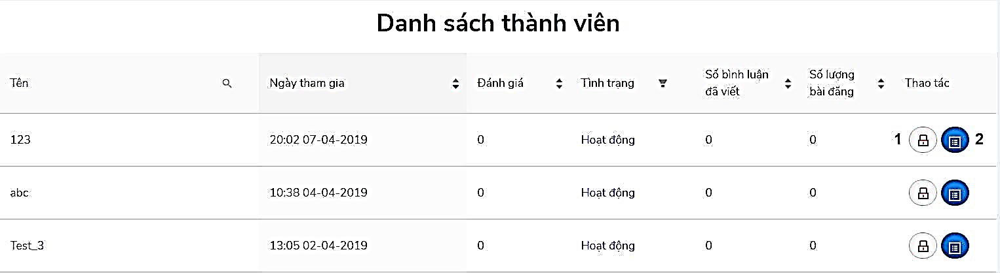 Danh sách thành viên
Tên Ngày tham gia Đánh giá Tình trạng Số bình luận đã viết Số lượng bài đăng Thao tác
123 20:02 07-04-2019 0 Hoạt động 0 0 1 2
abc 10:38 04-04-2019 0 Hoạt động 0 0
Test_3 13:05 02-04-2019 0 Hoạt động 0 0